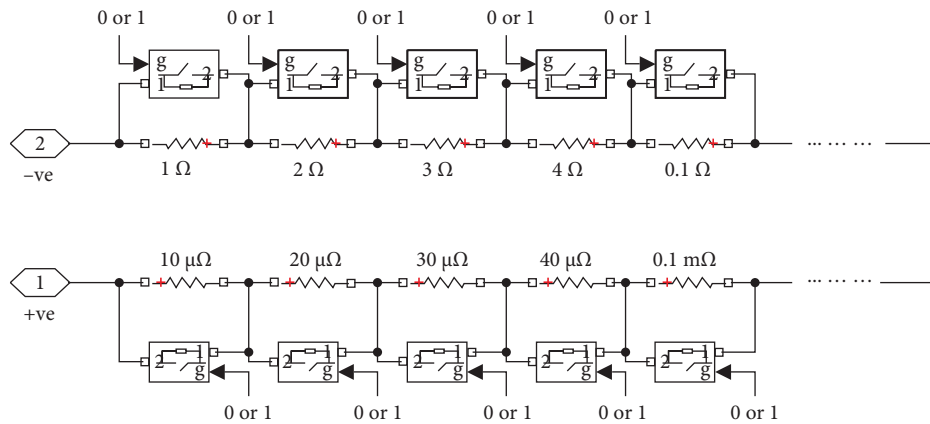 0 or 1 0 or 1 0 or 1 0 or 1 0 or 1
g g g g g
1 2 1 2 1 2 1 2 1 2
2 ... ... ...
1 Ω 2 Ω 3 Ω 4 Ω 0.1 Ω
–ve
10 μΩ 20 μΩ 30 μΩ 40 μΩ 0.1 mΩ
1 ... ... ...
+ve
2 1 2 1 2 1 2 1 2 1
g g g g g
0 or 1 0 or 1 0 or 1 0 or 1 0 or 1